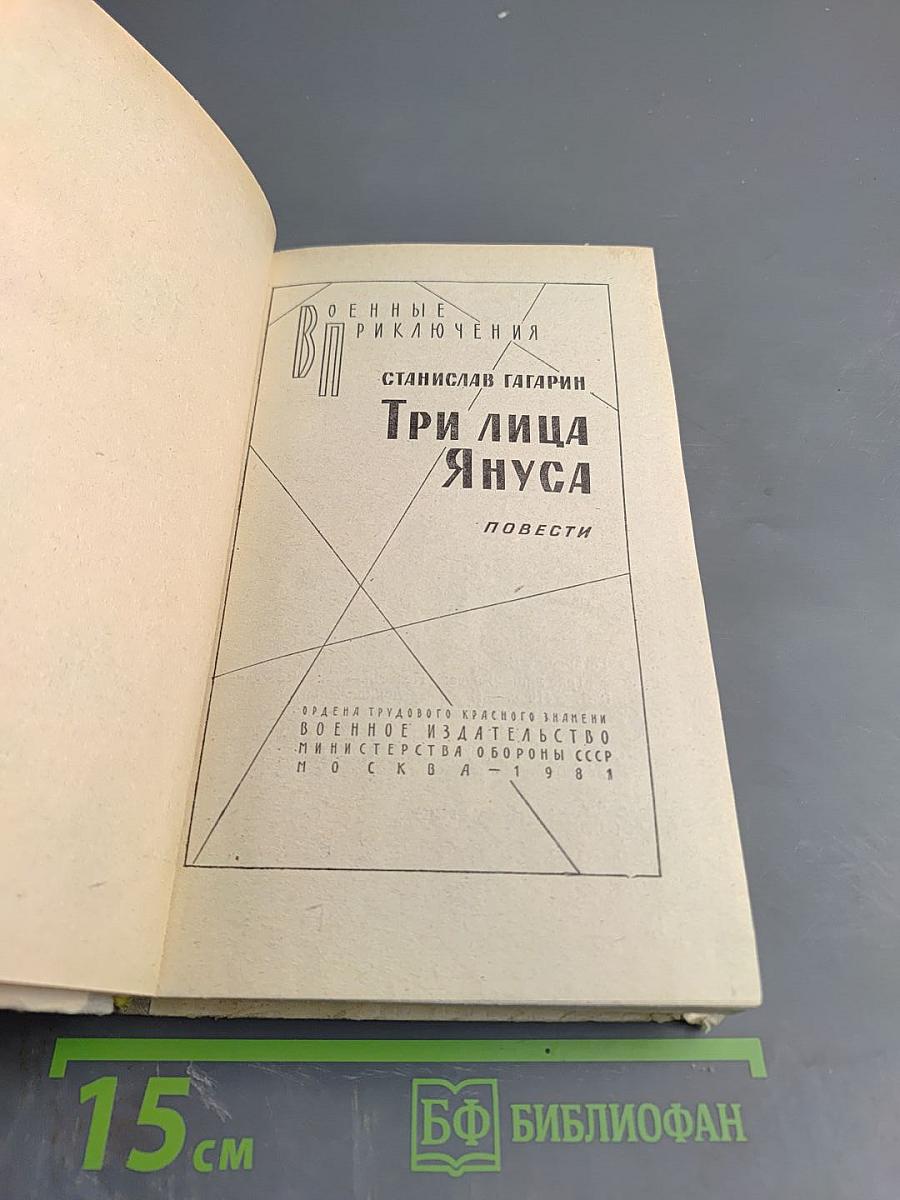 ВОЕННЫЕ
ПРИКЛЮЧЕНИЯ
СТАНИСЛАВ ГАГАРИН
ТРИ ЛИЦА
ЯНУСА
ПОВЕСТИ
ОРДЕНА ТРУДОВОГО КРАСНОГО ЗНАМЕНИ
ВОЕННОЕ ИЗДАТЕЛЬСТВО
МИНИСТЕРСТВА ОБОРОНЫ СССР
МОСКВА — 1981
15 см
БФ БИБЛИОФАН